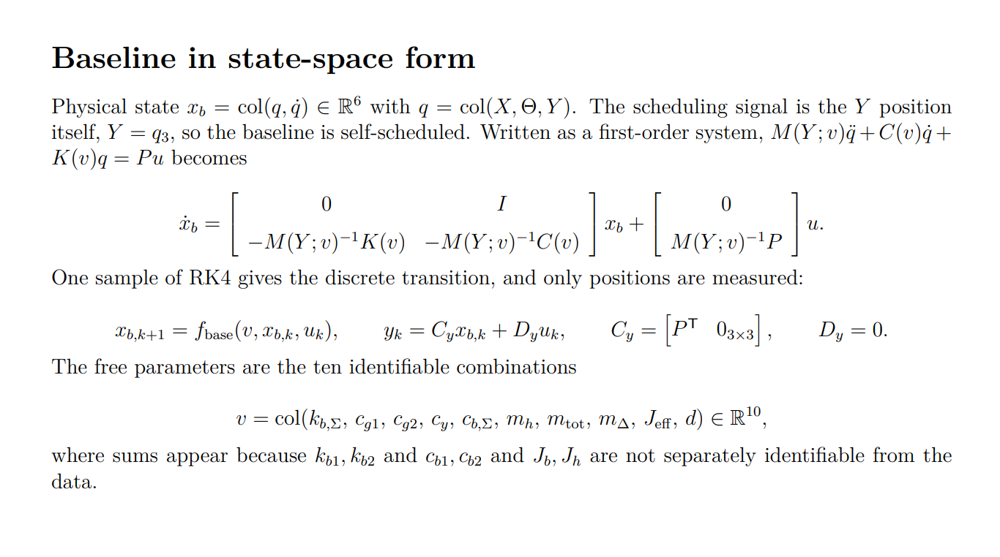 Baseline in state-space form
Physical state $x_b = \mathrm{col}(q, \dot{q}) \in \mathbb{R}^6$ with $q = \mathrm{col}(X, \Theta, Y)$. The scheduling signal is the $Y$ position
itself, $Y = q_3$, so the baseline is self-scheduled. Written as a first-order system, $M(Y; v)\ddot{q} + C(v)\dot{q} +$
$K(v)q = Pu$ becomes
$\dot{x}_b = \begin{bmatrix} 0 & I \\ -M(Y; v)^{-1}K(v) & -M(Y; v)^{-1}C(v) \end{bmatrix} x_b + \begin{bmatrix} 0 \\ M(Y; v)^{-1}P \end{bmatrix} u.$
One sample of RK4 gives the discrete transition, and only positions are measured:
$x_{b,k+1} = f_{\text{base}}(v, x_{b,k}, u_k), \quad y_k = C_y x_{b,k} + D_y u_k, \quad C_y = \begin{bmatrix} P^{\mathsf{T}} & 0_{3\times 3} \end{bmatrix}, \quad D_y = 0.$
The free parameters are the ten identifiable combinations
$v = \mathrm{col}(k_{b,\Sigma}, c_{g1}, c_{g2}, c_y, c_{b,\Sigma}, m_h, m_{\text{tot}}, m_\Delta, J_{\text{eff}}, d) \in \mathbb{R}^{10},$
where sums appear because $k_{b1}, k_{b2}$ and $c_{b1}, c_{b2}$ and $J_b, J_h$ are not separately identifiable from the
data.